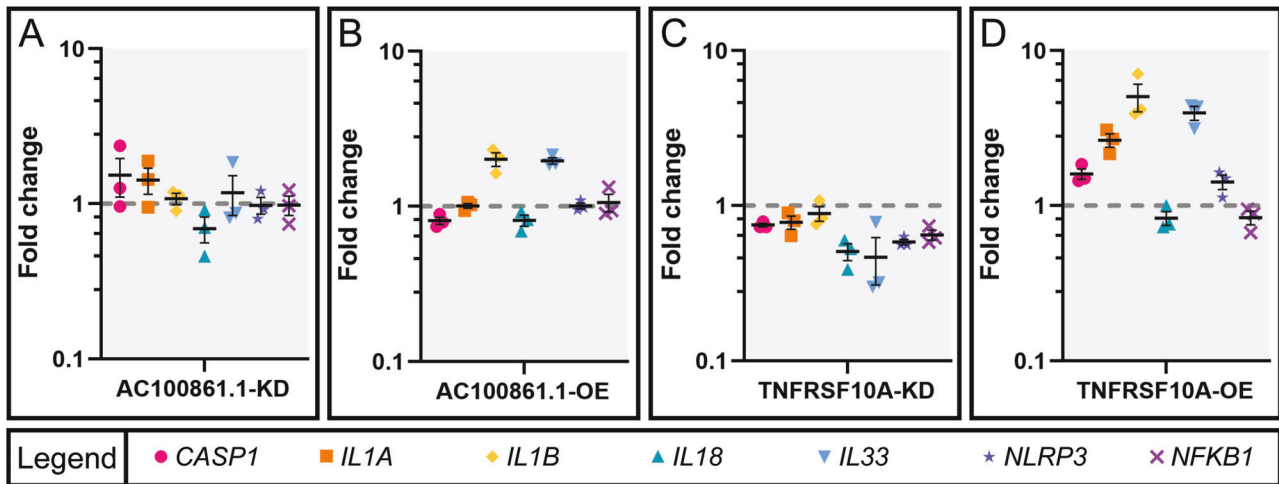 A
Fold change
10
1
0.1
AC100861.1-KD
B
Fold change
10
1
0.1
AC100861.1-OE
C
Fold change
10
1
0.1
TNFRSF10A-KD
D
Fold change
10
1
0.1
TNFRSF10A-OE
Legend CASP1 IL1A IL1B IL18 IL33 NLRP3 NFKB1